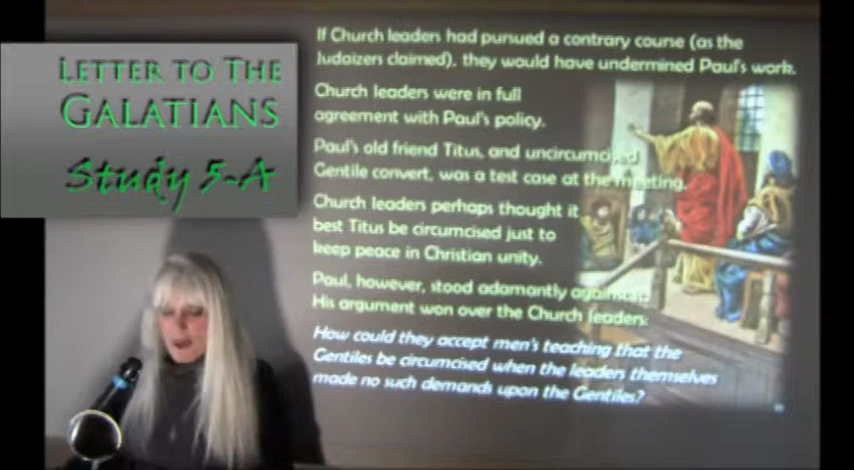 LETTER TO THE
GALATIANS
Study 5-A
If Church leaders had pursued a contrary course (as the
Judaizers claimed), they would have undermined Paul's work.
Church leaders were in full
agreement with Paul's policy.
Paul's old friend Titus, and uncircumcised
Gentile convert, was a test case at the meeting.
Church leaders perhaps thought it
best Titus be circumcised just to
keep peace in Christian unity.
Paul, however, stood adamantly against it.
His argument won over the Church leaders.
How could they accept men's teaching that the
Gentiles be circumcised when the leaders themselves
made no such demands upon the Gentiles?